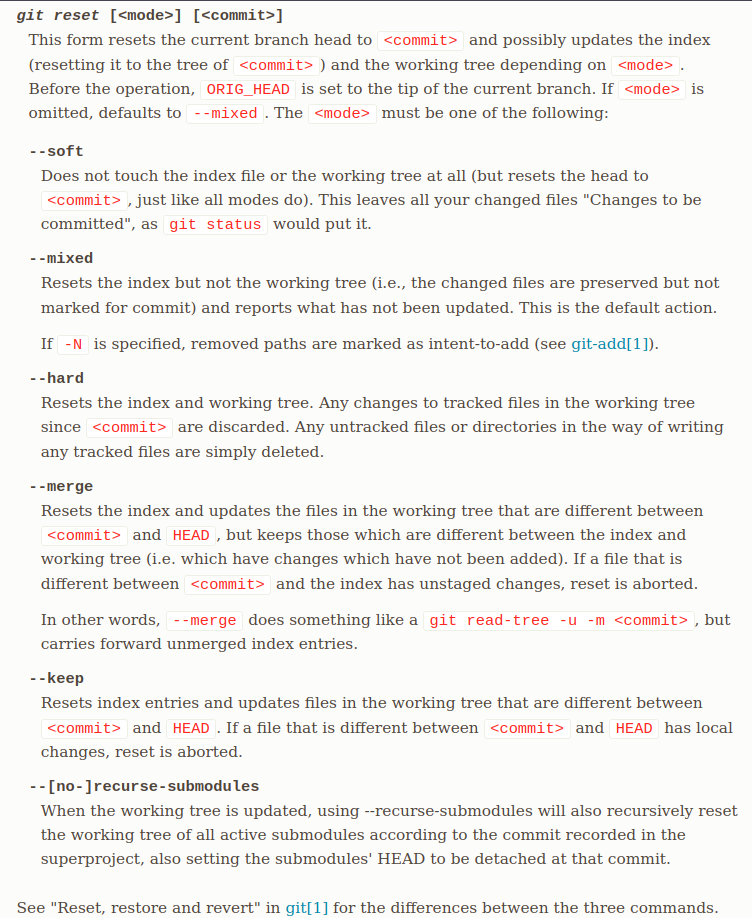 git reset [<mode>] [<commit>]
This form resets the current branch head to <commit> and possibly updates the index
(resetting it to the tree of <commit>) and the working tree depending on <mode>.
Before the operation, ORIG_HEAD is set to the tip of the current branch. If <mode> is
omitted, defaults to --mixed. The <mode> must be one of the following:
--soft
Does not touch the index file or the working tree at all (but resets the head to
<commit>, just like all modes do). This leaves all your changed files "Changes to be
committed", as git status would put it.
--mixed
Resets the index but not the working tree (i.e., the changed files are preserved but not
marked for commit) and reports what has not been updated. This is the default action.
If -N is specified, removed paths are marked as intent-to-add (see git-add[1]).
--hard
Resets the index and working tree. Any changes to tracked files in the working tree
since <commit> are discarded. Any untracked files or directories in the way of writing
any tracked files are simply deleted.
--merge
Resets the index and updates the files in the working tree that are different between
<commit> and HEAD, but keeps those which are different between the index and
working tree (i.e. which have changes which have not been added). If a file that is
different between <commit> and the index has unstaged changes, reset is aborted.
In other words, --merge does something like a git read-tree -u -m <commit>, but
carries forward unmerged index entries.
--keep
Resets index entries and updates files in the working tree that are different between
<commit> and HEAD. If a file that is different between <commit> and HEAD has local
changes, reset is aborted.
--[no-]recurse-submodules
When the working tree is updated, using --recurse-submodules will also recursively reset
the working tree of all active submodules according to the commit recorded in the
superproject, also setting the submodules' HEAD to be detached at that commit.
See "Reset, restore and revert" in git[1] for the differences between the three commands.